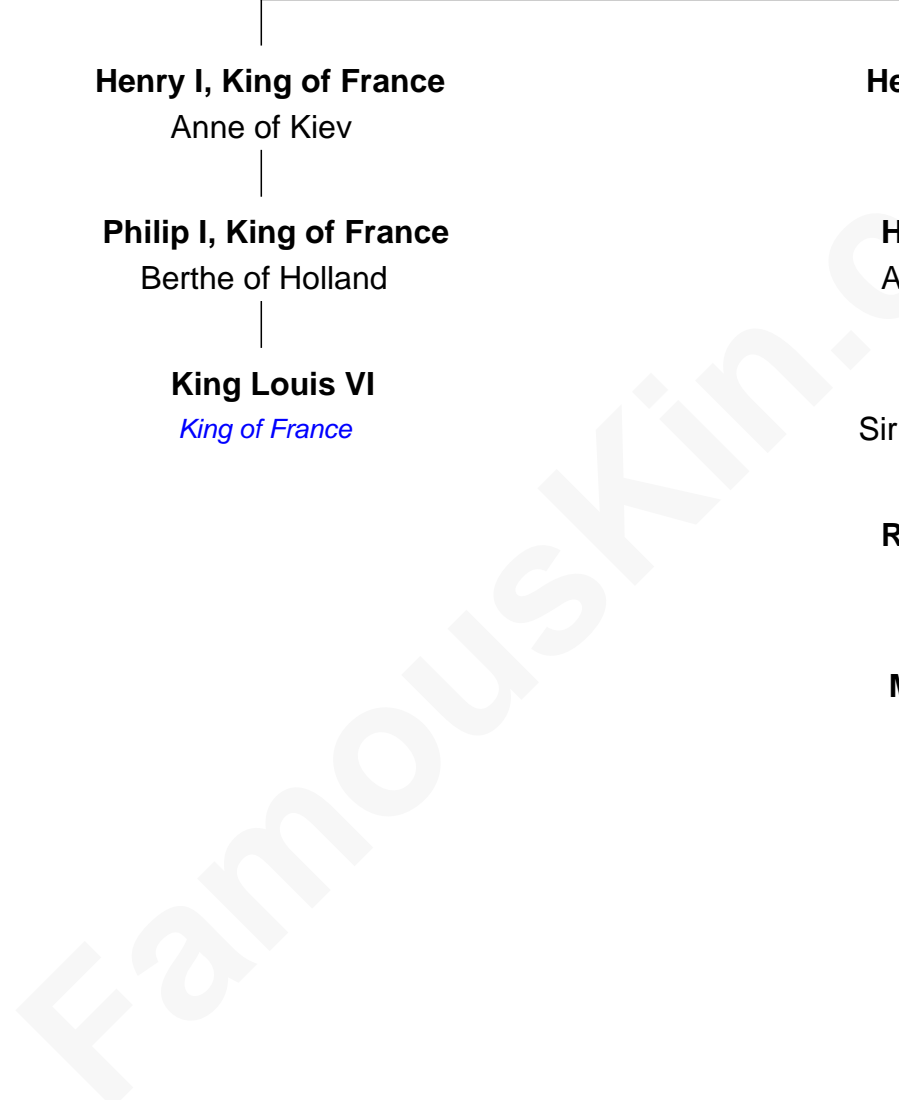 Henry I, King of France
Anne of Kiev
Philip I, King of France
Berthe of Holland
King Louis VI
King of France
Sir
FamousKin.